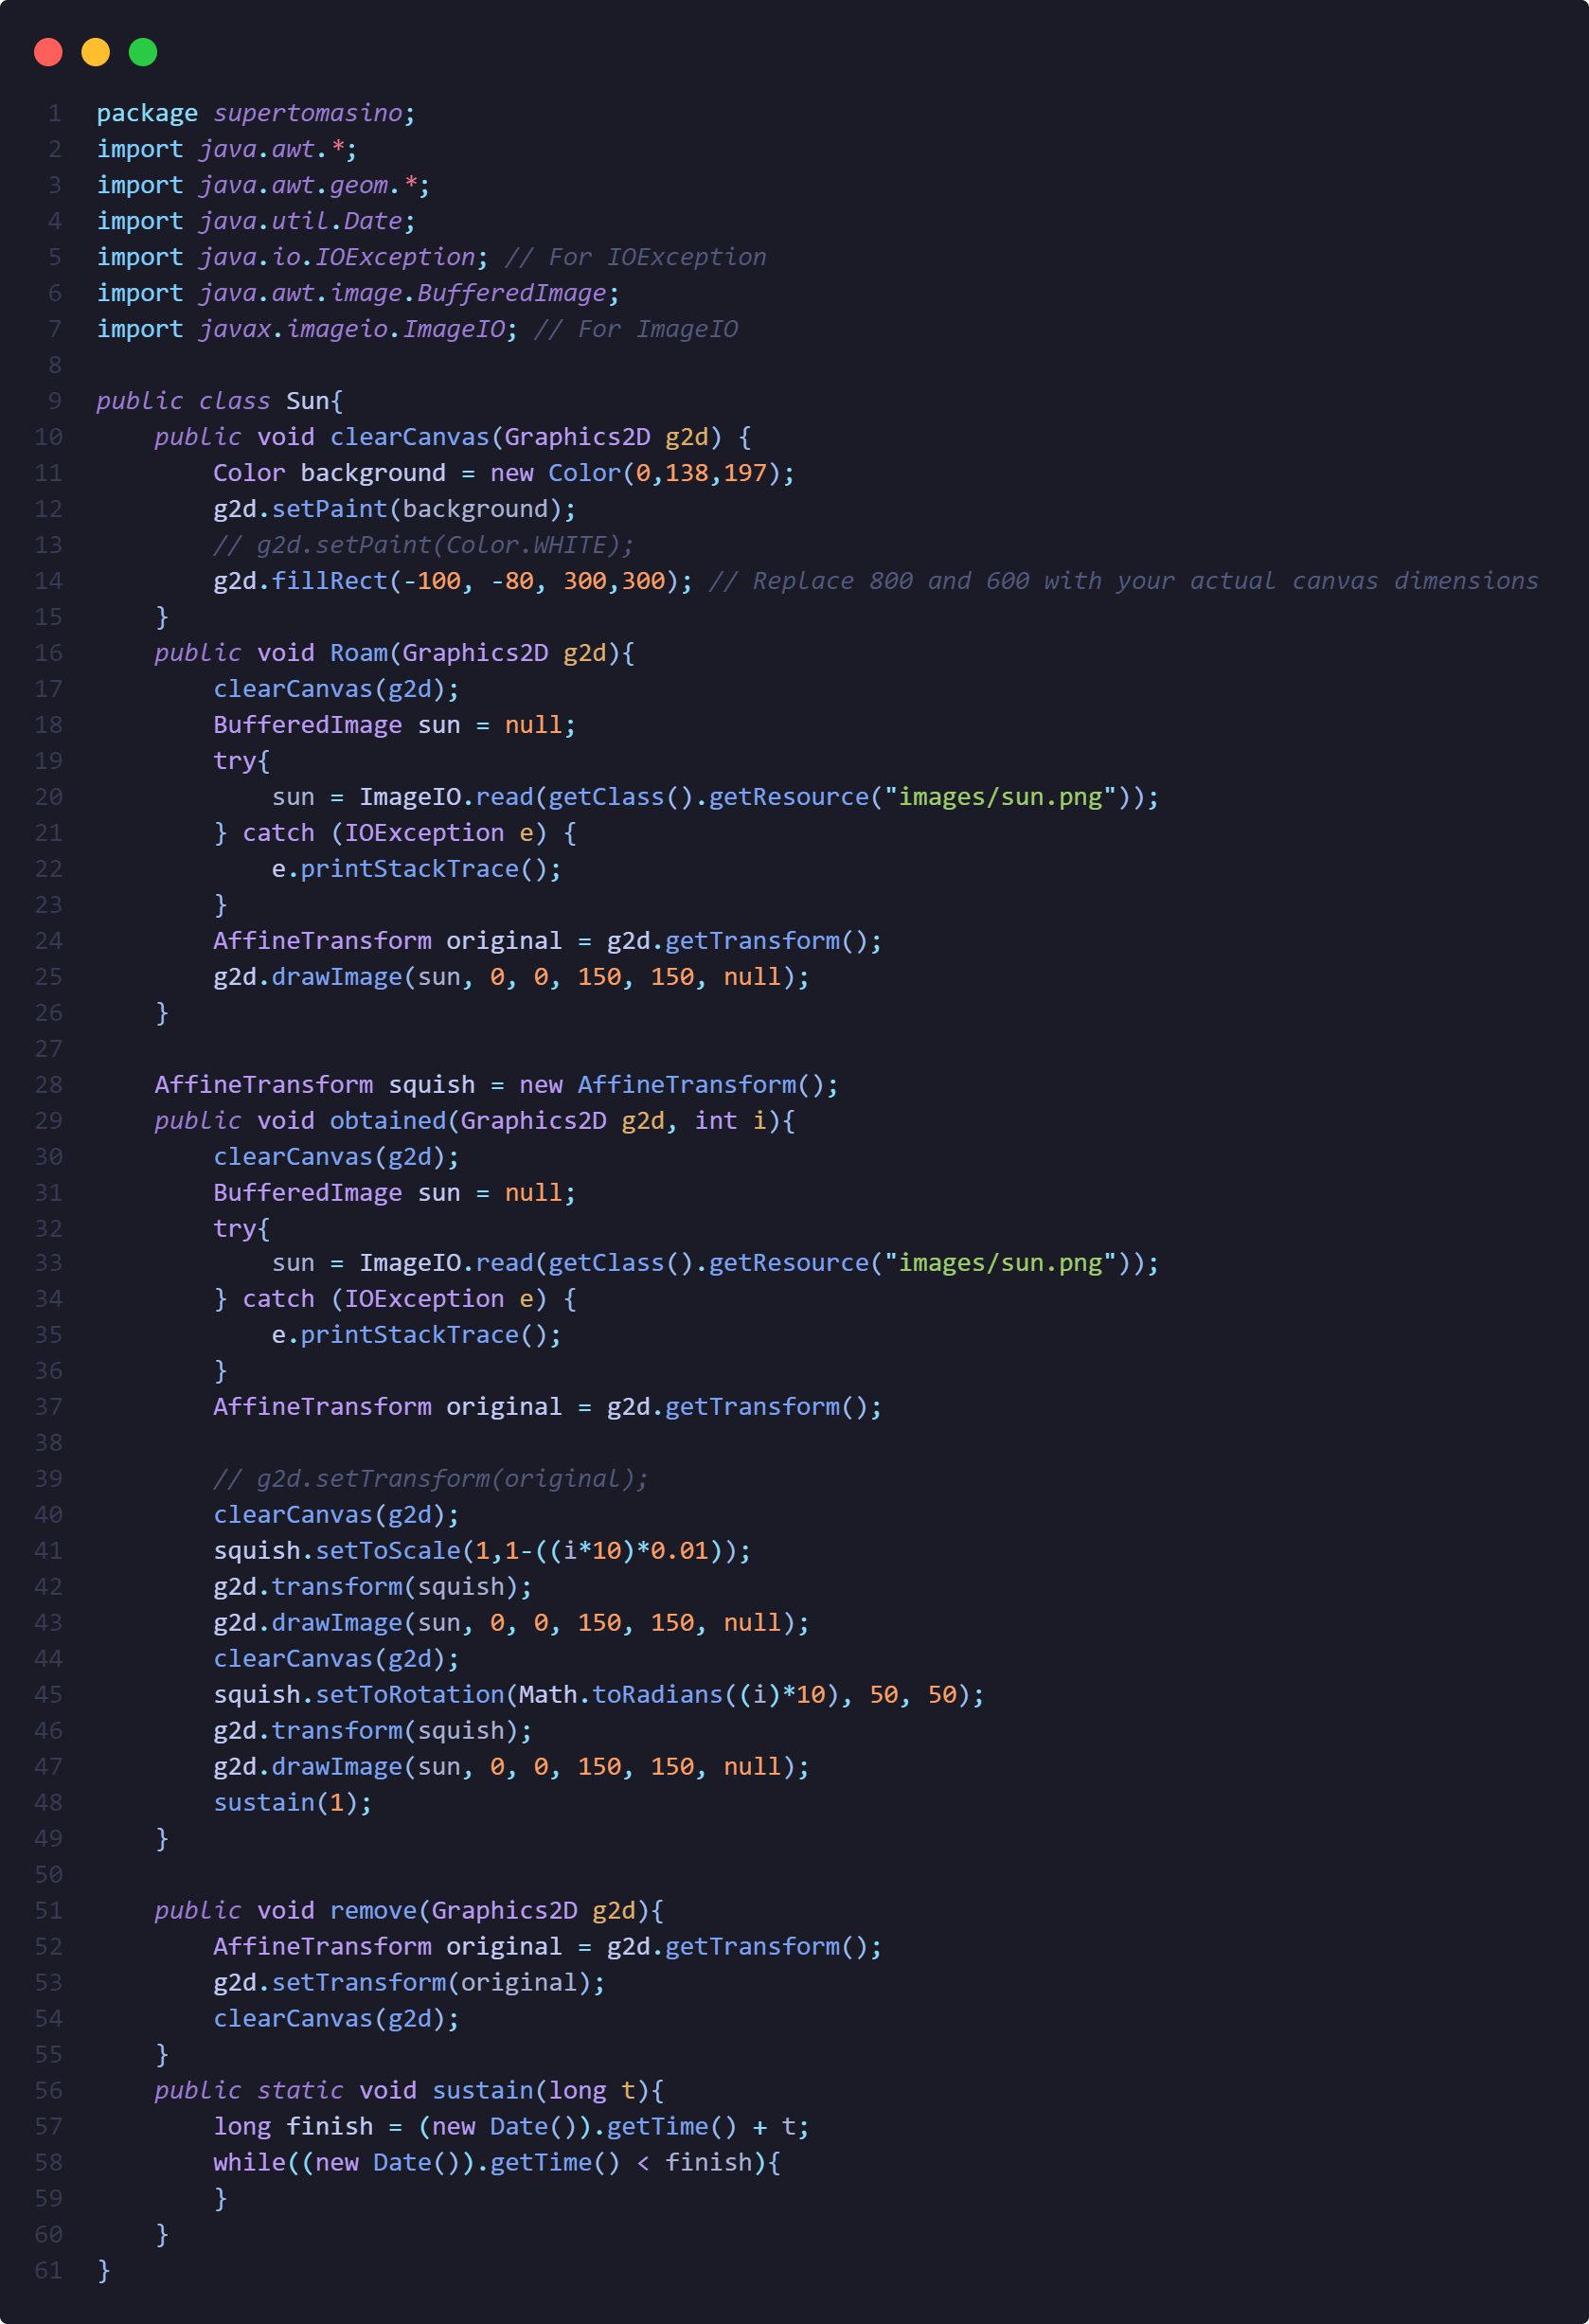 1 package supertomasino;
2 import java.awt.*;
3 import java.awt.geom.*;
4 import java.util.Date;
5 import java.io.IOException; // For IOException
6 import java.awt.image.BufferedImage;
7 import javax.imageio.ImageIO; // For ImageIO
8
9 public class Sun{
10     public void clearCanvas(Graphics2D g2d) {
11         Color background = new Color(0,138,197);
12         g2d.setPaint(background);
13         // g2d.setPaint(Color.WHITE);
14         g2d.fillRect(-100, -80, 300,300); // Replace 800 and 600 with your actual canvas dimensions
15     }
16     public void Roam(Graphics2D g2d){
17         clearCanvas(g2d);
18         BufferedImage sun = null;
19         try{
20             sun = ImageIO.read(getClass().getResource("images/sun.png"));
21         } catch (IOException e) {
22             e.printStackTrace();
23         }
24         AffineTransform original = g2d.getTransform();
25         g2d.drawImage(sun, 0, 0, 150, 150, null);
26     }
27
28     AffineTransform squish = new AffineTransform();
29     public void obtained(Graphics2D g2d, int i){
30         clearCanvas(g2d);
31         BufferedImage sun = null;
32         try{
33             sun = ImageIO.read(getClass().getResource("images/sun.png"));
34         } catch (IOException e) {
35             e.printStackTrace();
36         }
37         AffineTransform original = g2d.getTransform();
38
39         // g2d.setTransform(original);
40         clearCanvas(g2d);
41         squish.setToScale(1,1-((i*10)*0.01));
42         g2d.transform(squish);
43         g2d.drawImage(sun, 0, 0, 150, 150, null);
44         clearCanvas(g2d);
45         squish.setToRotation(Math.toRadians((i)*10), 50, 50);
46         g2d.transform(squish);
47         g2d.drawImage(sun, 0, 0, 150, 150, null);
48         sustain(1);
49     }
50
51     public void remove(Graphics2D g2d){
52         AffineTransform original = g2d.getTransform();
53         g2d.setTransform(original);
54         clearCanvas(g2d);
55     }
56     public static void sustain(long t){
57         long finish = (new Date()).getTime() + t;
58         while((new Date()).getTime() < finish){
59         }
60     }
61 }